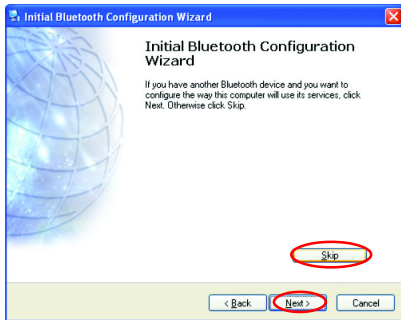 Initial Bluetooth Configuration Wizard
Initial Bluetooth Configuration
Wizard
If you have another Bluetooth device and you want to
configure the way this computer will use its services, click
Next. Otherwise click Skip.
Skip
< Back
Next >
Cancel